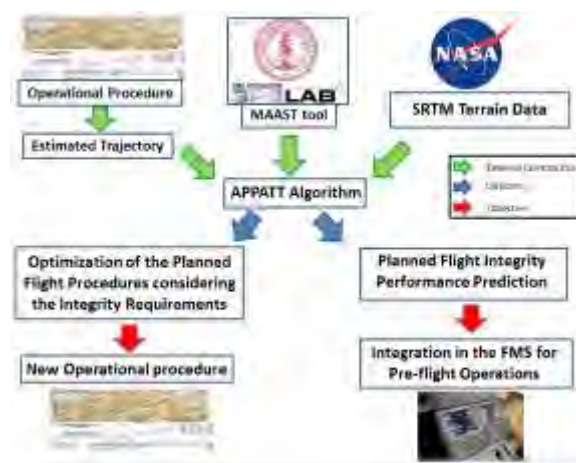 NASA
LAB
Operational Procedure
MAAST tool
SRTM Terrain Data
Estimated Trajectory
APPATT Algorithm
Optimization of the Planned
Flight Procedures considering
the Integrity Requirements
Planned Flight Integrity
Performance Prediction
New Operational procedure
Integration in the FMS for
Pre-flight Operations